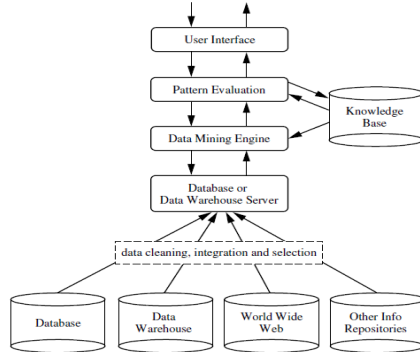 User Interface
Pattern Evaluation
Knowledge
Base
Data Mining Engine
Database or
Data Warehouse Server
data cleaning, integration and selection
Database
Data
Warehouse
World Wide
Web
Other Info
Repositories